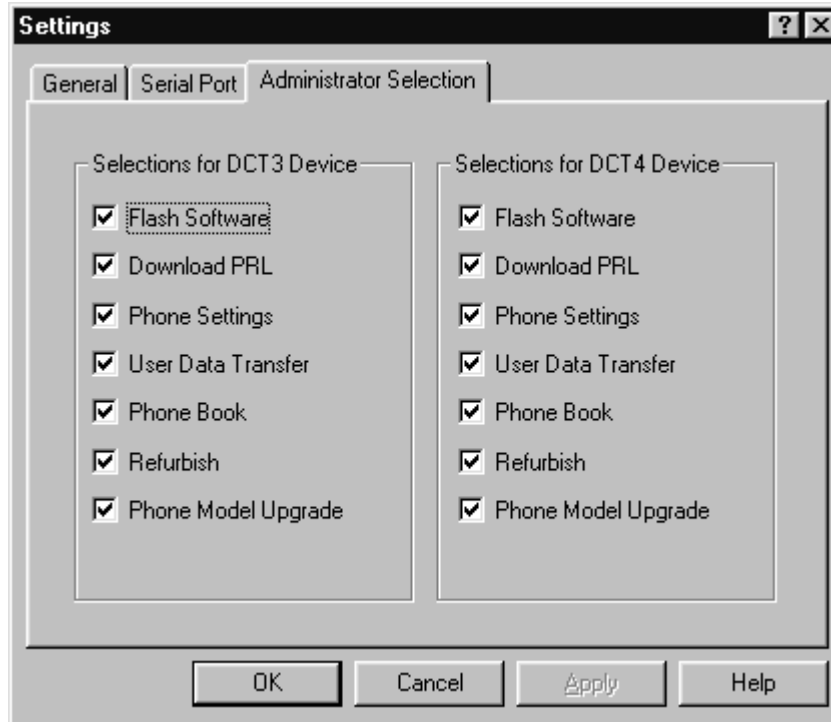 Settings
General Serial Port Administrator Selection
Selections for DCT3 Device
Flash Software
Download PRL
Phone Settings
User Data Transfer
Phone Book
Refurbish
Phone Model Upgrade
Selections for DCT4 Device
Flash Software
Download PRL
Phone Settings
User Data Transfer
Phone Book
Refurbish
Phone Model Upgrade
OK Cancel Apply Help